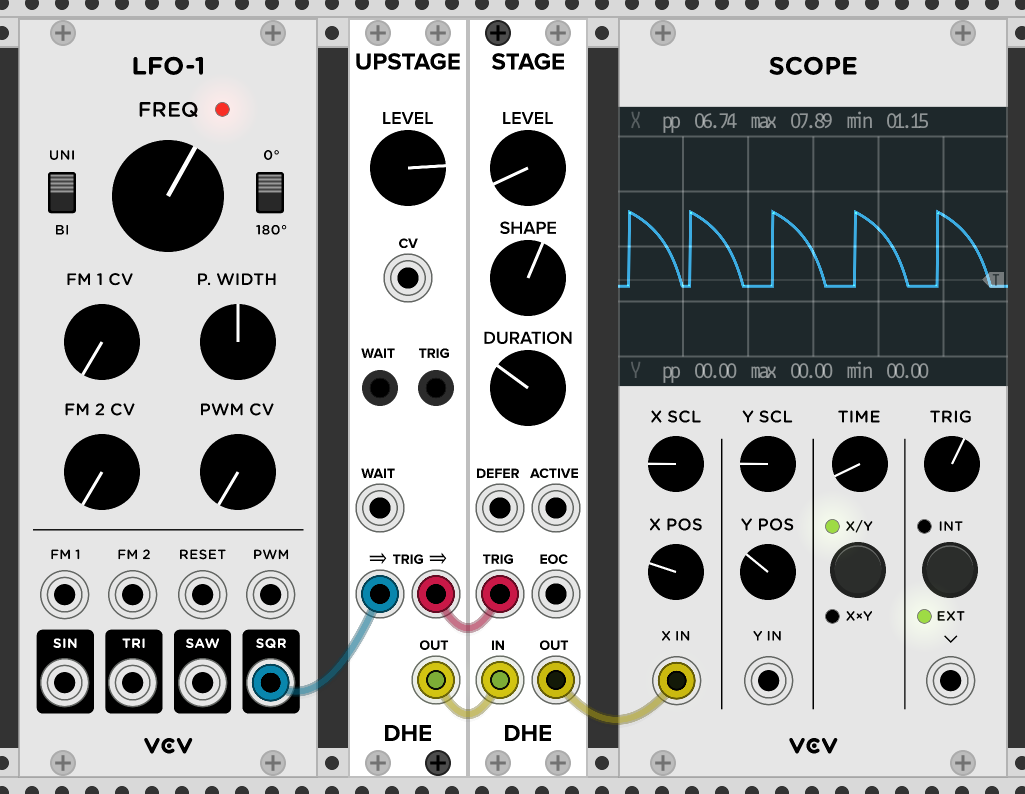 LFO-1
FREQ
UNI
0°
BI
180°
FM 1 CV
P. WIDTH
FM 2 CV
PWM CV
FM 1
FM 2
RESET
PWM
SIN
TRI
SAW
SQR
VCV
UPSTAGE
LEVEL
CV
WAIT
TRIG
WAIT
⇒ TRIG ⇒
OUT
DHE
STAGE
LEVEL
SHAPE
DURATION
DEFER
ACTIVE
TRIG
EOC
IN
OUT
DHE
SCOPE
X pp 06.74 max 07.89 min 01.15
T
Y pp 00.00 max 00.00 min 00.00
X SCL
Y SCL
TIME
TRIG
X POS
Y POS
X/Y
INT
X×Y
EXT
X IN
Y IN
VCV